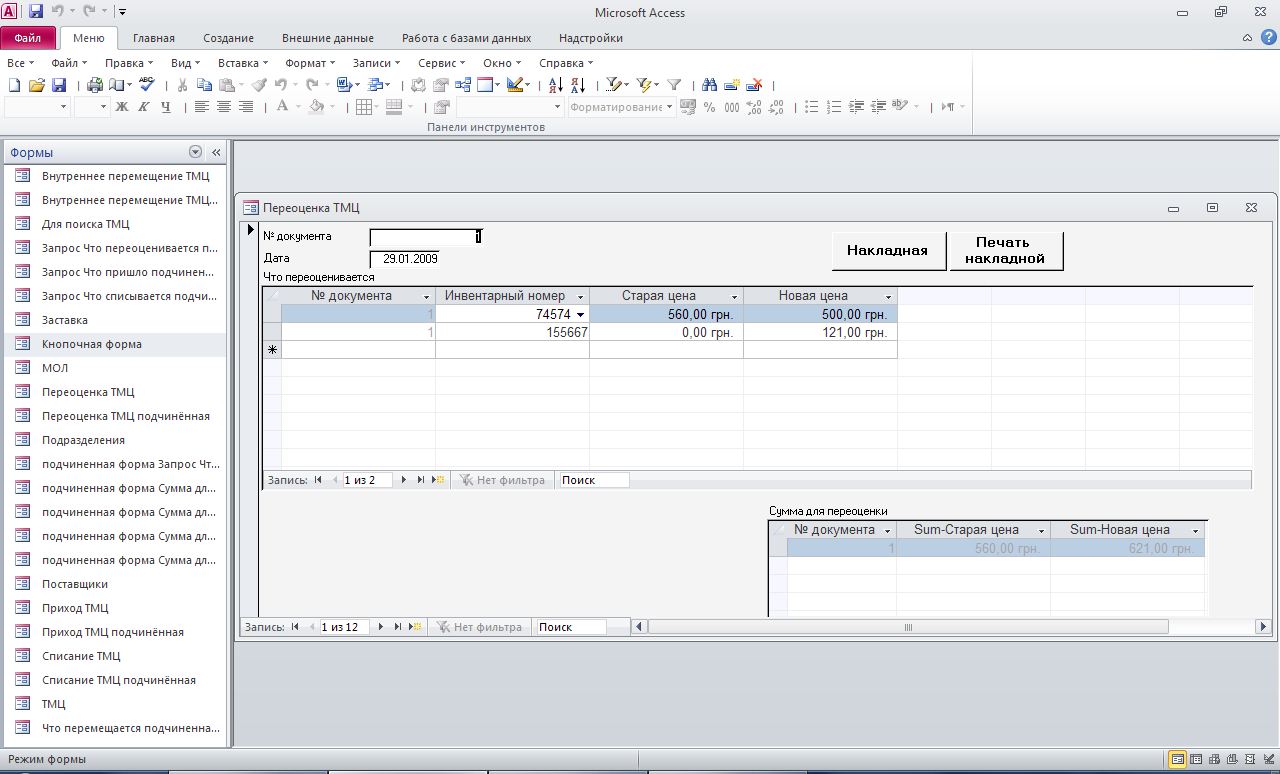 Microsoft Access
Файл Меню Главная Создание Внешние данные Работа с базами данных Надстройки
Все Файл Правка Вид Вставка Формат Записи Сервис Окно Справка
Ж К Ч А Форматирование % 000
Панели инструментов
Формы
Внутреннее перемещение ТМЦ
Внутреннее перемещение ТМЦ...
Для поиска ТМЦ
Запрос Что переоценивается п...
Запрос Что пришло подчинен...
Запрос Что списывается подчи...
Заставка
Кнопочная форма
МОЛ
Переоценка ТМЦ
Переоценка ТМЦ подчинённая
Подразделения
подчиненная форма Запрос Чт...
подчиненная форма Сумма дл...
подчиненная форма Сумма дл...
подчиненная форма Сумма дл...
подчиненная форма Сумма дл...
Поставщики
Приход ТМЦ
Приход ТМЦ подчинённая
Списание ТМЦ
Списание ТМЦ подчинённая
ТМЦ
Что перемещается подчиненна...
Переоценка ТМЦ
№ документа 1
Дата 29.01.2009
Накладная
Печать
накладной
Что переоценивается
№ документа Инвентарный номер Старая цена Новая цена
1 74574 560,00 грн. 500,00 грн.
1 155667 0,00 грн. 121,00 грн.
Запись: 1 из 2 Нет фильтра Поиск
Сумма для переоценки
№ документа Sum-Старая цена Sum-Новая цена
1 560,00 грн. 621,00 грн.
Запись: 1 из 12 Нет фильтра Поиск
Режим формы